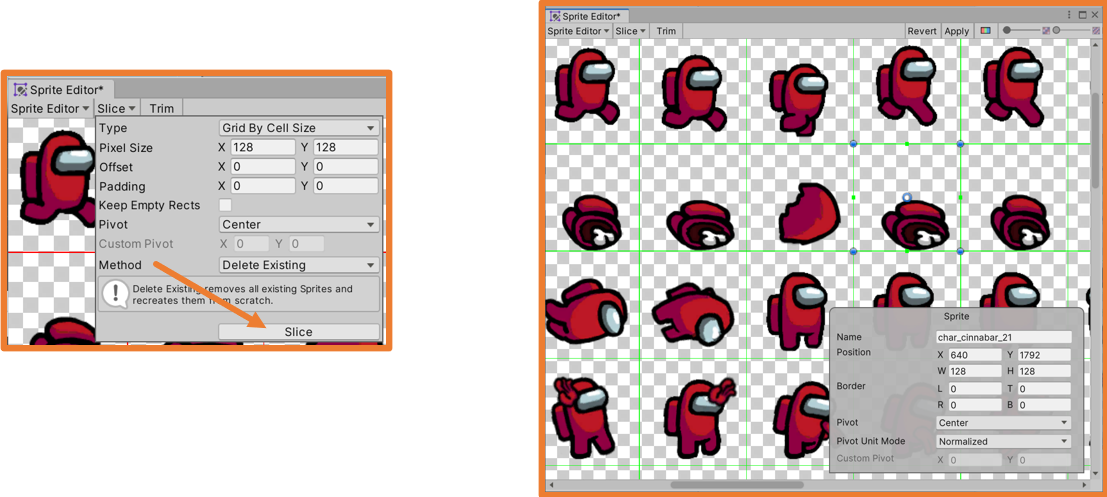 Sprite Editor*
Sprite Editor Slice Trim
Type Grid By Cell Size
Pixel Size X 128 Y 128
Offset X 0 Y 0
Padding X 0 Y 0
Keep Empty Rects
Pivot Center
Custom Pivot X 0 Y 0
Method Delete Existing
Delete Existing removes all existing Sprites and
recreates them from scratch.
Slice
Sprite Editor*
Sprite Editor Slice Trim Revert Apply
Sprite
Name char_cinnabar_21
Position X 640 Y 1792
W 128 H 128
Border L 0 T 0
R 0 B 0
Pivot Center
Pivot Unit Mode Normalized
Custom Pivot X 0 Y 0